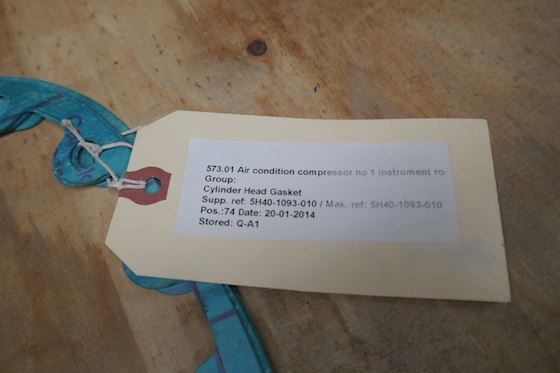 573.01 Air condition compressor no 1 instrument ro
Group:
Cylinder Head Gasket
Supp. ref: 5H40-1093-010 / Mak. ref: 5H40-1093-010
Pos.:74 Date: 20-01-2014
Stored: Q-A1